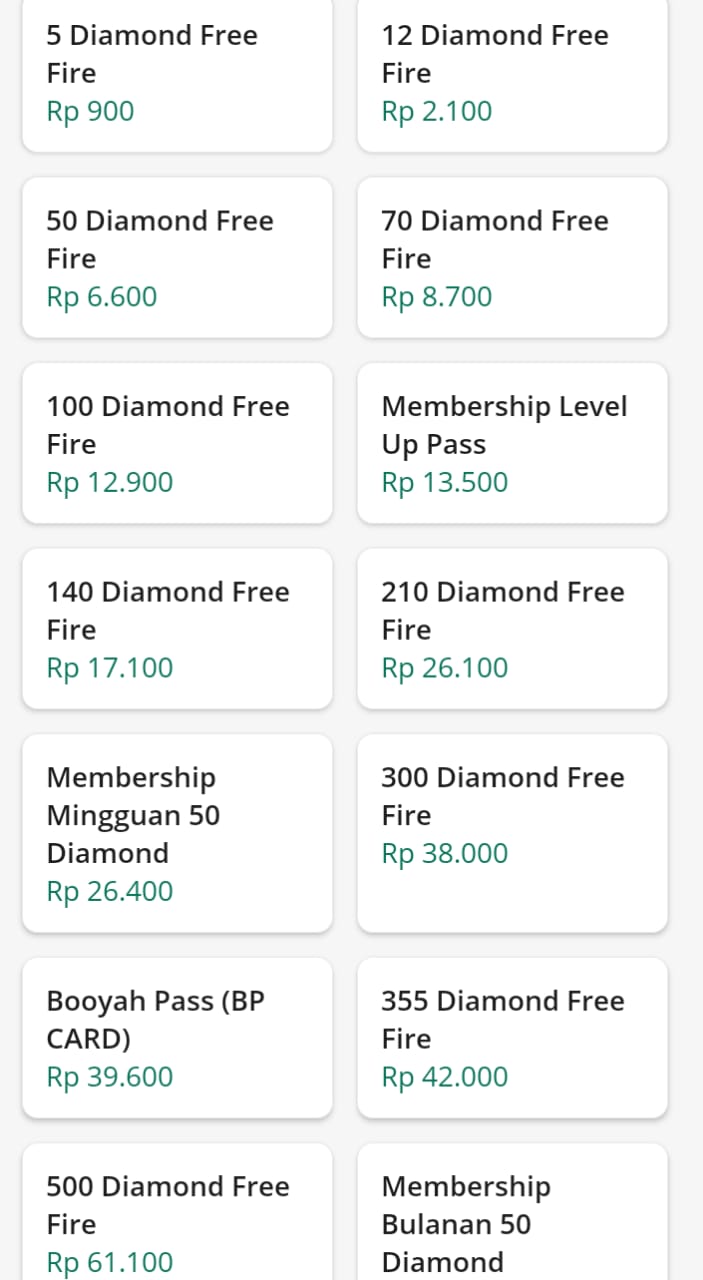 5 Diamond Free
Fire
Rp 900
12 Diamond Free
Fire
Rp 2.100
50 Diamond Free
Fire
Rp 6.600
70 Diamond Free
Fire
Rp 8.700
100 Diamond Free
Fire
Rp 12.900
Membership Level
Up Pass
Rp 13.500
140 Diamond Free
Fire
Rp 17.100
210 Diamond Free
Fire
Rp 26.100
Membership
Mingguan 50
Diamond
Rp 26.400
300 Diamond Free
Fire
Rp 38.000
Booyah Pass (BP
CARD)
Rp 39.600
355 Diamond Free
Fire
Rp 42.000
500 Diamond Free
Fire
Rp 61.100
Membership
Bulanan 50
Diamond